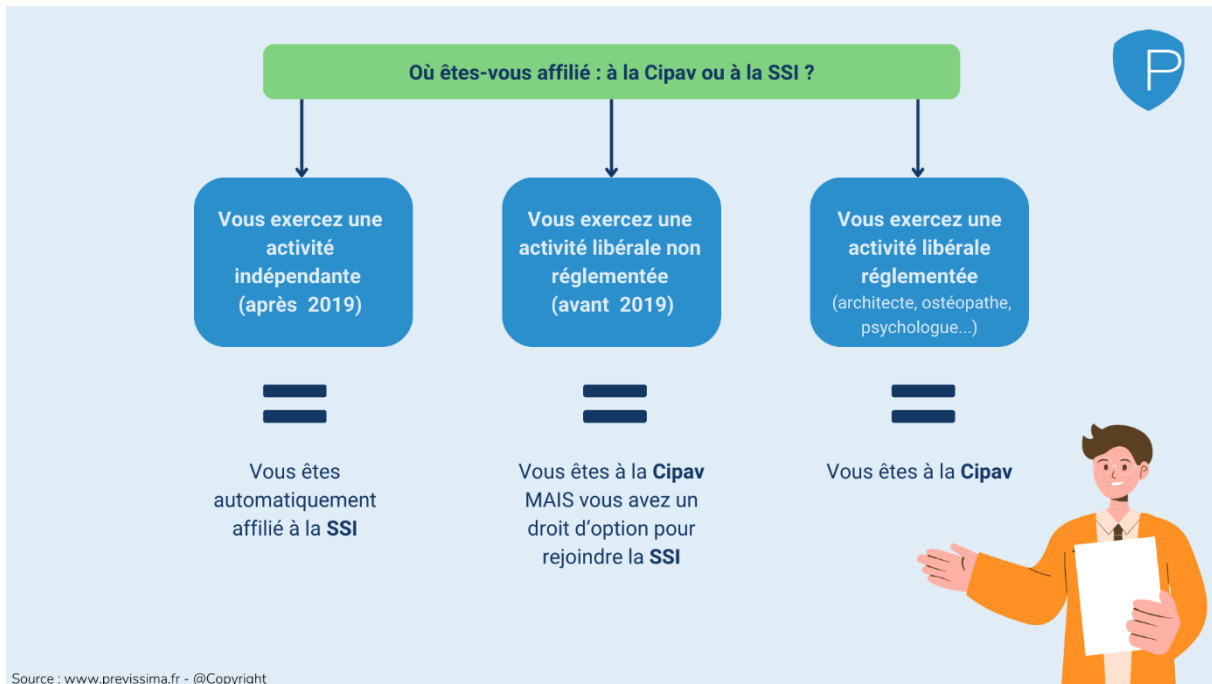 Où êtes-vous affilié : à la Cipav ou à la SSI ?
P
Vous exercez une
activité
indépendante
(après 2019)
Vous exercez une
activité libérale non
réglementée
(avant 2019)
Vous exercez une
activité libérale
réglementée
(architecte, ostéopathe,
psychologue...)
Vous êtes
automatiquement
affilié à la SSI
Vous êtes à la Cipav
MAIS vous avez un
droit d'option pour
rejoindre la SSI
Vous êtes à la Cipav
Source : www.previssima.fr - @Copyright